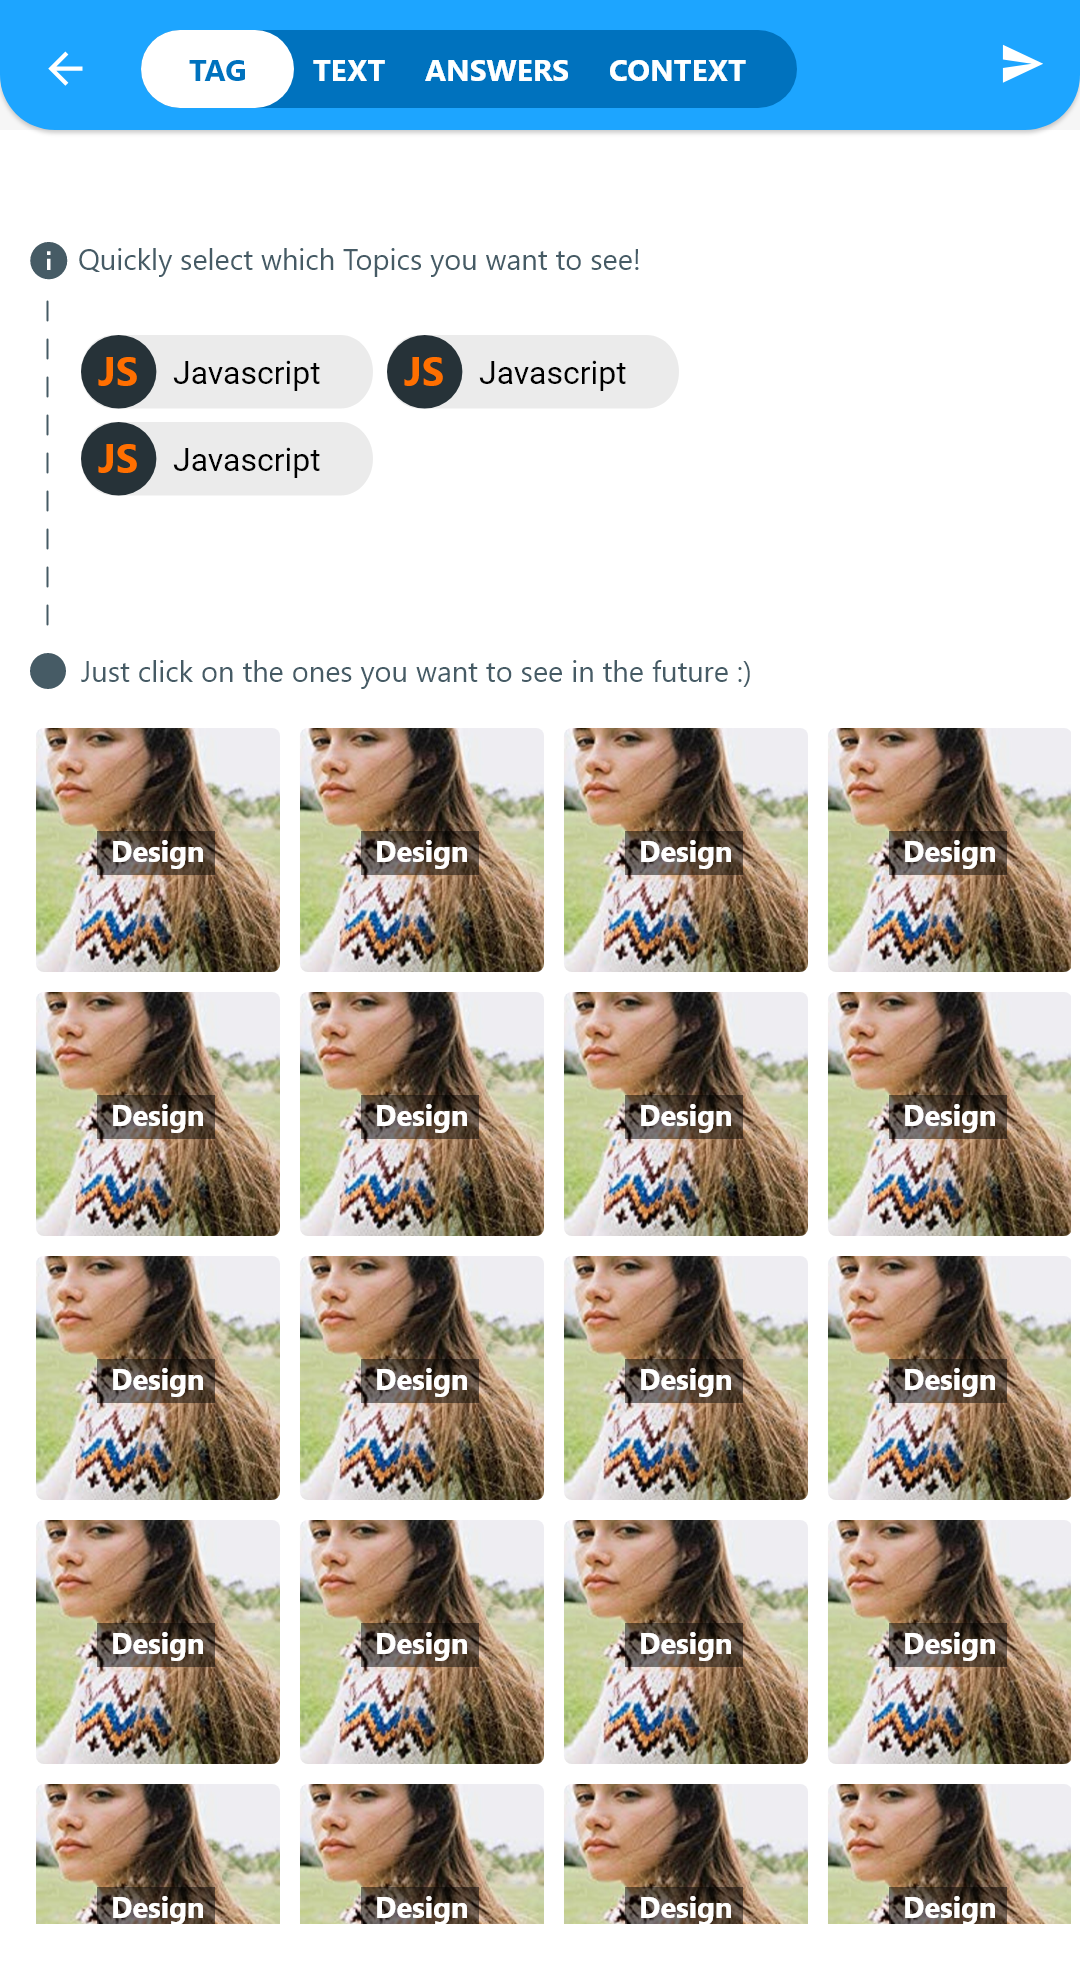 TAG TEXT ANSWERS CONTEXT
i Quickly select which Topics you want to see!
JS Javascript JS Javascript
JS Javascript
Just click on the ones you want to see in the future :)
Design Design Design Design
Design Design Design Design
Design Design Design Design
Design Design Design Design
Design Design Design Design